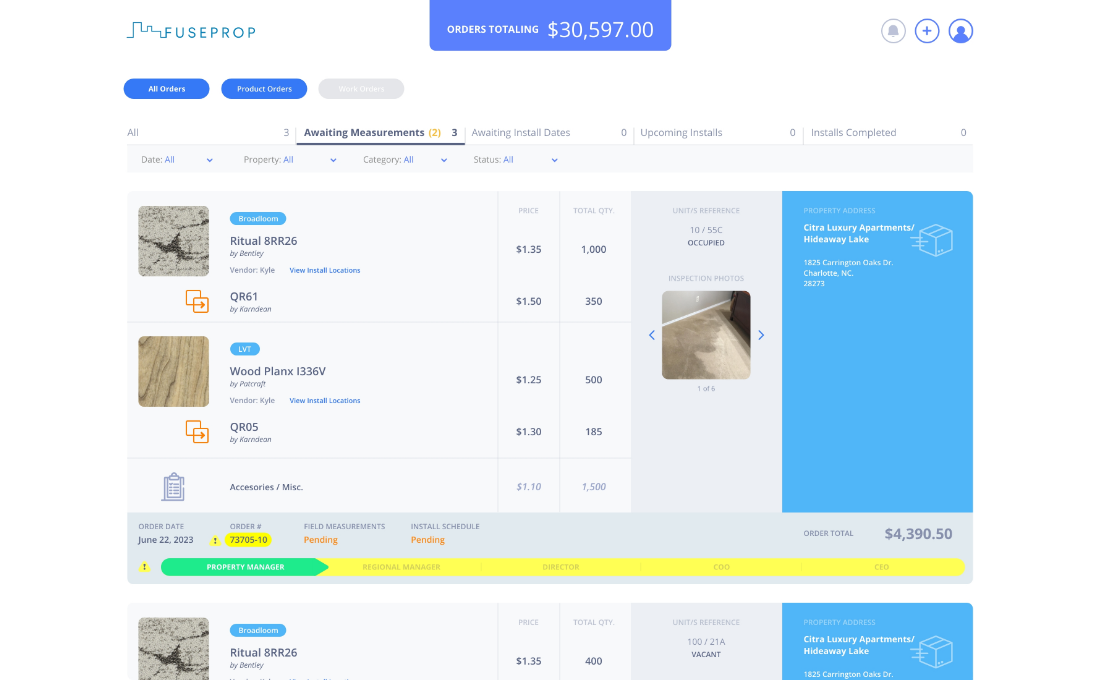 FUSEPROP
ORDERS TOTALING $30,597.00
All Orders
Product Orders
Work Orders
All 3
Awaiting Measurements (2) 3
Awaiting Install Dates 0
Upcoming Installs 0
Installs Completed 0
Date: All
Property: All
Category: All
Status: All
Broadloom
Ritual 8RR26
by Bentley
Vendor: Kyle View Install Locations
QR61
by Karndean
PRICE TOTAL QTY.
$1.35 1,000
$1.50 350
LVT
Wood Planx I336V
by Patcraft
Vendor: Kyle View Install Locations
QR05
by Karndean
$1.25 500
$1.30 185
Accesories / Misc. $1.10 1,500
UNIT/S REFERENCE
10 / 55C
OCCUPIED
INSPECTION PHOTOS
1 of 6
PROPERTY ADDRESS
Citra Luxury Apartments/
Hideaway Lake
1825 Carrington Oaks Dr.
Charlotte, NC.
28273
ORDER DATE
June 22, 2023
ORDER #
! 73705-10
FIELD MEASUREMENTS
Pending
INSTALL SCHEDULE
Pending
ORDER TOTAL $4,390.50
! PROPERTY MANAGER REGIONAL MANAGER DIRECTOR COO CEO
Broadloom
Ritual 8RR26
by Bentley
PRICE TOTAL QTY.
$1.35 400
UNIT/S REFERENCE
100 / 21A
VACANT
PROPERTY ADDRESS
Citra Luxury Apartments/
Hideaway Lake
1825 Carrington Oaks Dr.